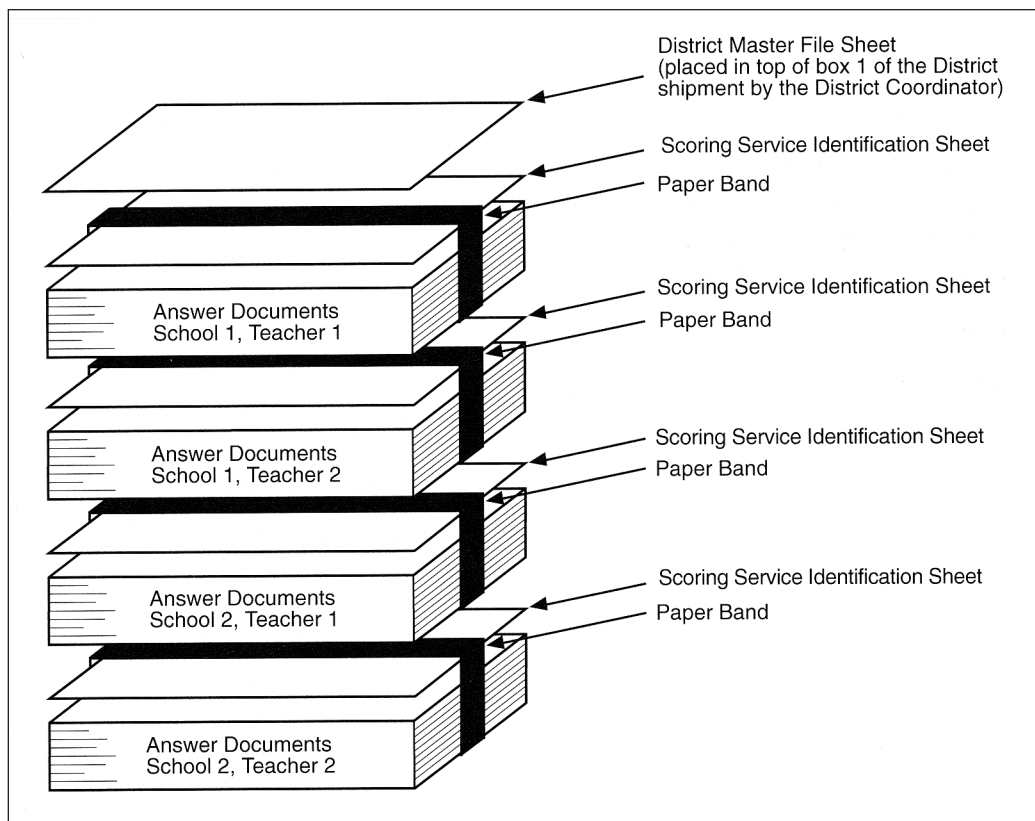 District Master File Sheet
(placed in top of box 1 of the District
shipment by the District Coordinator)
Scoring Service Identification Sheet
Paper Band
Answer Documents
School 1, Teacher 1
Scoring Service Identification Sheet
Paper Band
Answer Documents
School 1, Teacher 2
Scoring Service Identification Sheet
Paper Band
Answer Documents
School 2, Teacher 1
Scoring Service Identification Sheet
Paper Band
Answer Documents
School 2, Teacher 2